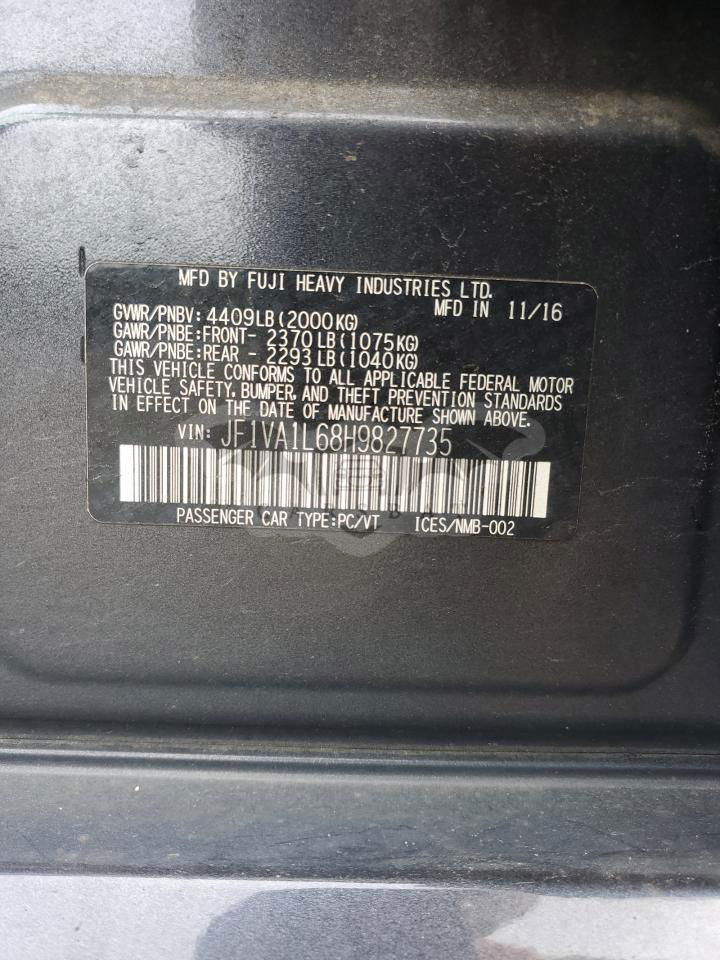 MFD BY FUJI HEAVY INDUSTRIES LTD.
MFD IN 11/16
GVWR/PNBV: 4409LB(2000KG)
GAWR/PNBE:FRONT- 2370LB(1075KG)
GAWR/PNBE:REAR - 2293LB(1040KG)
THIS VEHICLE CONFORMS TO ALL APPLICABLE FEDERAL MOTOR
VEHICLE SAFETY, BUMPER, AND THEFT PREVENTION STANDARDS
IN EFFECT ON THE DATE OF MANUFACTURE SHOWN ABOVE.
VIN: JF1VA1L68H9827735
PASSENGER CAR TYPE:PC/VT ICES/NMB-002